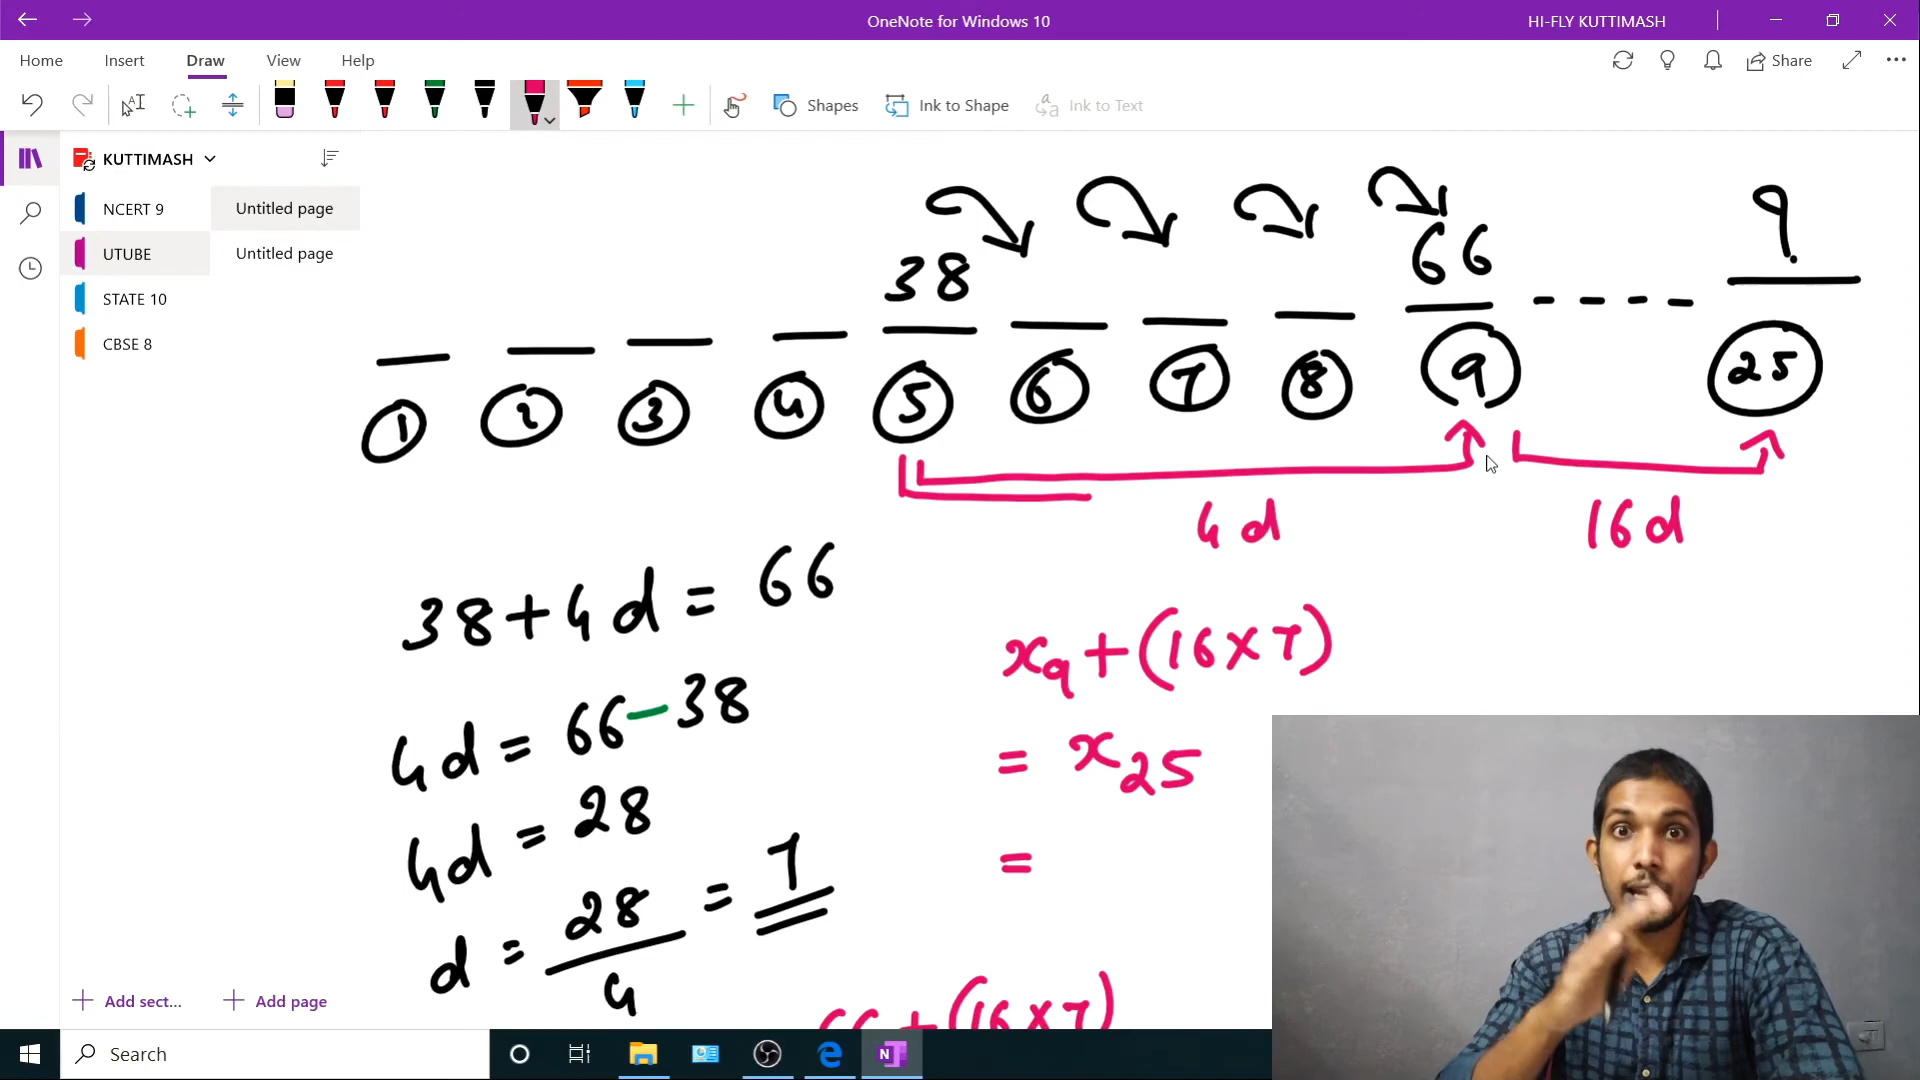 OneNote for Windows 10
HI-FLY KUTTIMASH
Home Insert Draw View Help
Share
Shapes
Ink to Shape
Ink to Text
KUTTIMASH
NCERT 9
UTUBE
STATE 10
CBSE 8
Untitled page
Untitled page
38 66 ?
1 2 3 4 5 6 7 8 9 25
4d 16d
38+4d = 66
4d = 66-38
4d = 28
d = 28/4 = 7
x9+(16×7)
= x25
=
66+(16×7)
Add sect... Add page
Search